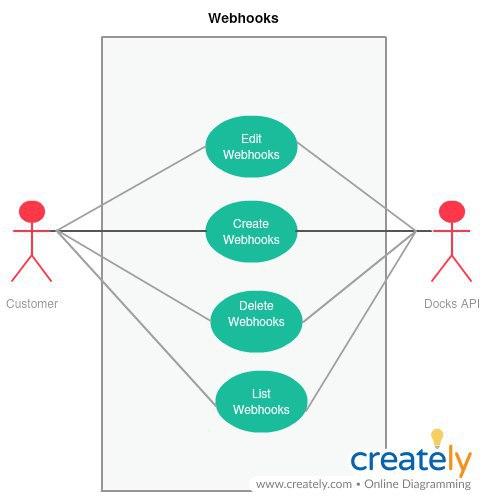 Webhooks
Edit
Webhooks
Create
Webhooks
Customer
Docks API
Delete
Webhooks
List
Webhooks
creately
www.creately.com • Online Diagramming